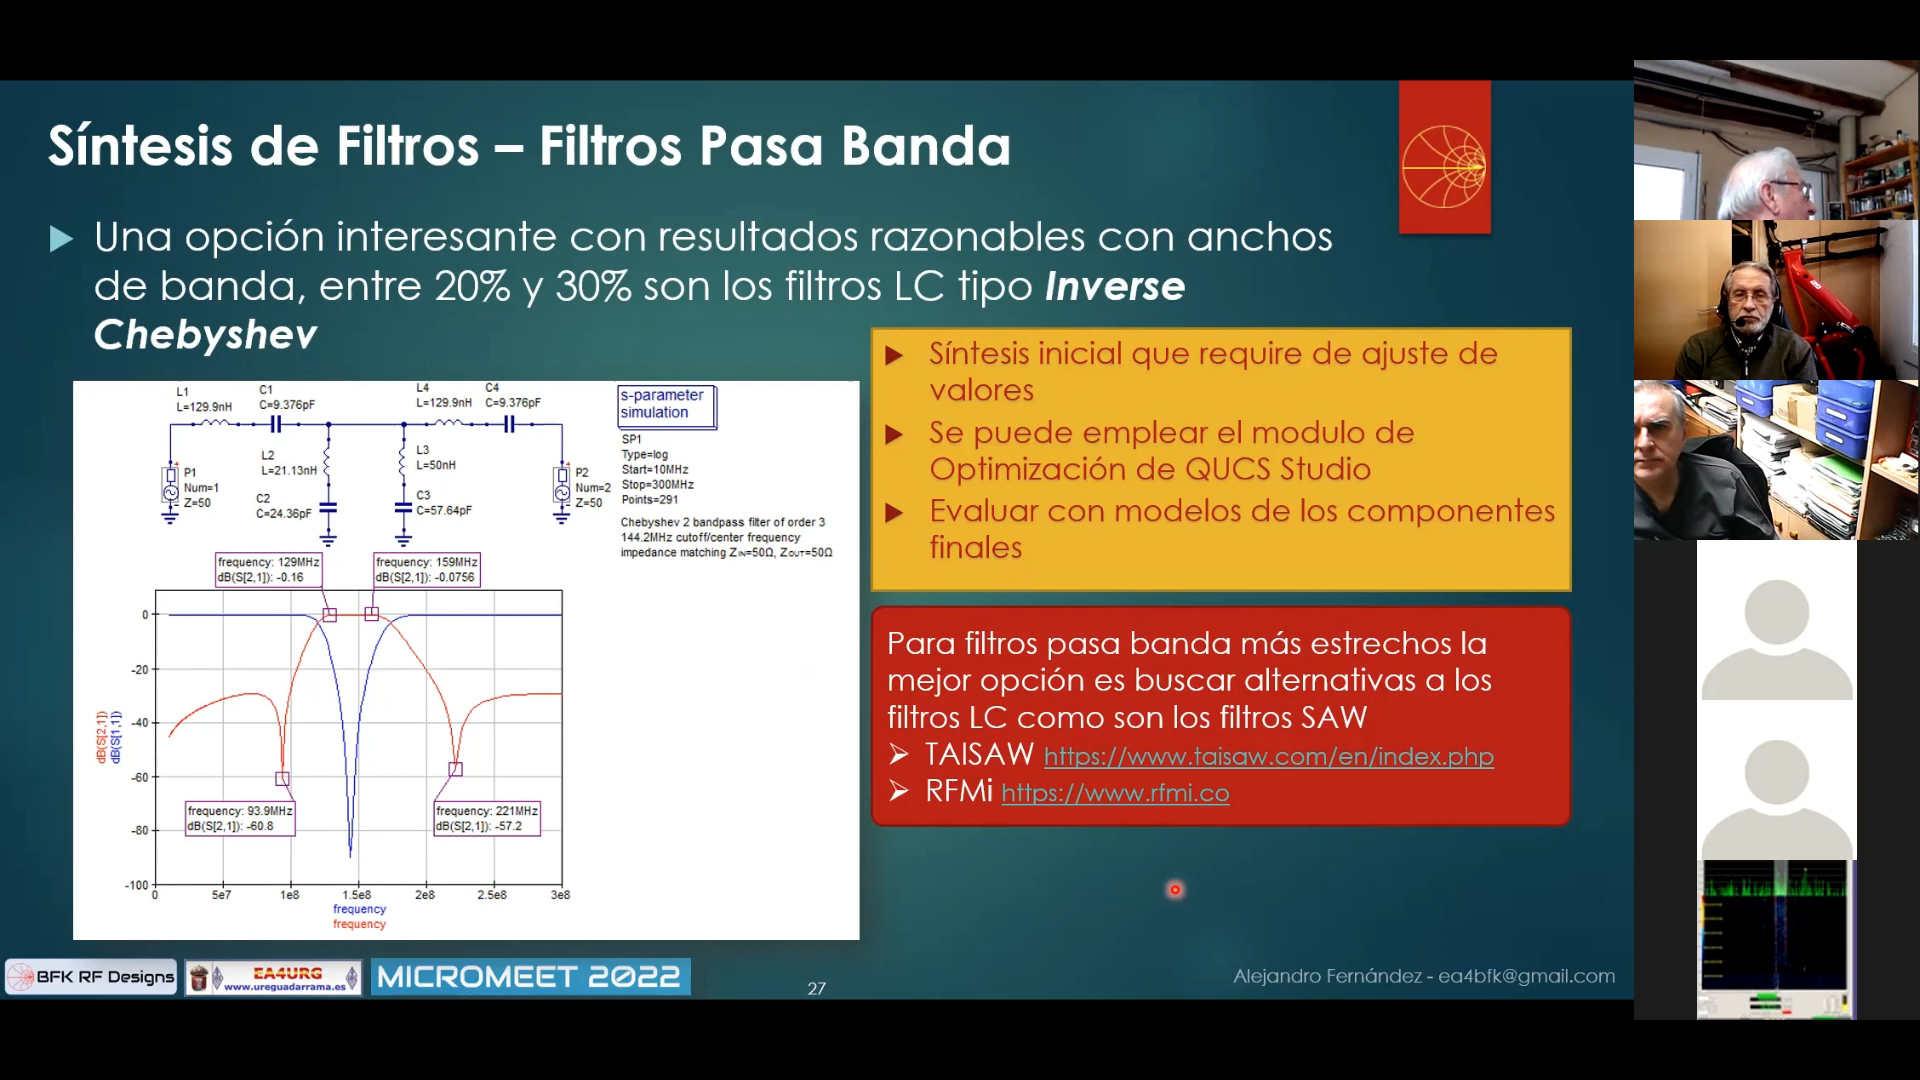 Síntesis de Filtros – Filtros Pasa Banda
Una opción interesante con resultados razonables con anchos
de banda, entre 20% y 30% son los filtros LC tipo Inverse
Chebyshev
L1
L=129.9nH
C1
C=9.376pF
L4
L=129.9nH
C4
C=9.376pF
s-parameter
simulation
SP1
Type=log
Start=10MHz
Stop=300MHz
Points=291
L2
L=21.13nH
L3
L=50nH
P1
Num=1
Z=50
P2
Num=2
Z=50
C2
C=24.36pF
C3
C=57.64pF
Chebyshev 2 bandpass filter of order 3
144.2MHz cutoff/center frequency
impedance matching ZIN=50Ω, ZOUT=50Ω
frequency: 129MHz
dB(S[2,1]): -0.16
frequency: 159MHz
dB(S[2,1]): -0.0756
0
-20
-40
-60
-80
-100
dB(S[2,1])
dB(S[1,1])
frequency: 93.9MHz
dB(S[2,1]): -60.8
frequency: 221MHz
dB(S[2,1]): -57.2
0 5e7 1e8 1.5e8 2e8 2.5e8 3e8
frequency
frequency
Síntesis inicial que require de ajuste de
valores
Se puede emplear el modulo de
Optimización de QUCS Studio
Evaluar con modelos de los componentes
finales
Para filtros pasa banda más estrechos la
mejor opción es buscar alternativas a los
filtros LC como son los filtros SAW
TAISAW https://www.taisaw.com/en/index.php
RFMi https://www.rfmi.co
BFK RF Designs
EA4URG
www.ureguadarrama.es
MICROMEET 2022
27
Alejandro Fernández - ea4bfk@gmail.com